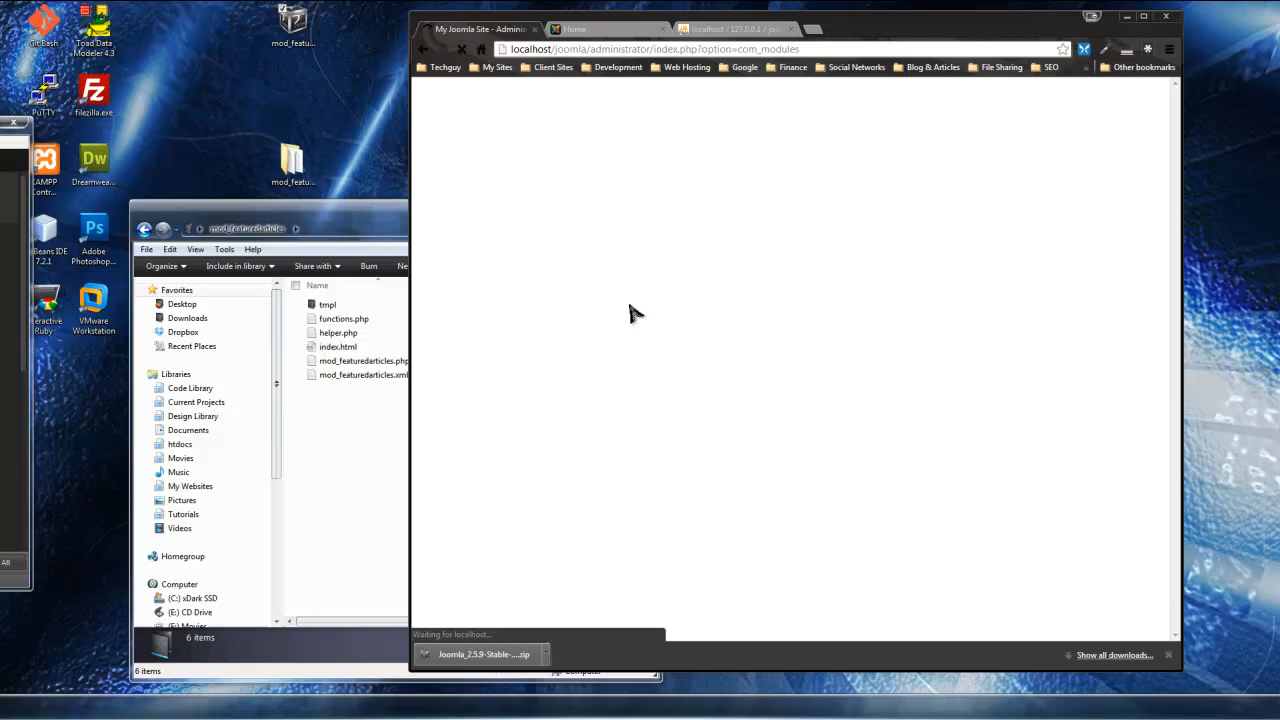 Git Bash
Toad Data
Modeler 4.3
mod_featu...
PuTTY
filezilla.exe
XAMPP
Contr...
Dreamwea...
mod_featu...
Beans IDE
7.2.1
Adobe
Photoshop...
teractive
Ruby
VMware
Workstation
All
mod_featuredarticles
File Edit View Tools Help
Organize Include in library Share with Burn Ne
Name
Favorites
Desktop
Downloads
Dropbox
Recent Places
Libraries
Code Library
Current Projects
Design Library
Documents
htdocs
Movies
Music
My Websites
Pictures
Tutorials
Videos
Homegroup
Computer
(C:) xDark SSD
(E:) CD Drive
tmpl
functions.php
helper.php
index.html
mod_featuredarticles.php
mod_featuredarticles.xml
6 items
6 items
Computer
My Joomla Site - Adminis
Home
localhost / 127.0.0.1 / joo
localhost/joomla/administrator/index.php?option=com_modules
Techguy My Sites Client Sites Development Web Hosting Google Finance Social Networks Blog & Articles File Sharing SEO » Other bookmarks
Waiting for localhost...
Joomla_2.5.9-Stable-....zip
Show all downloads...